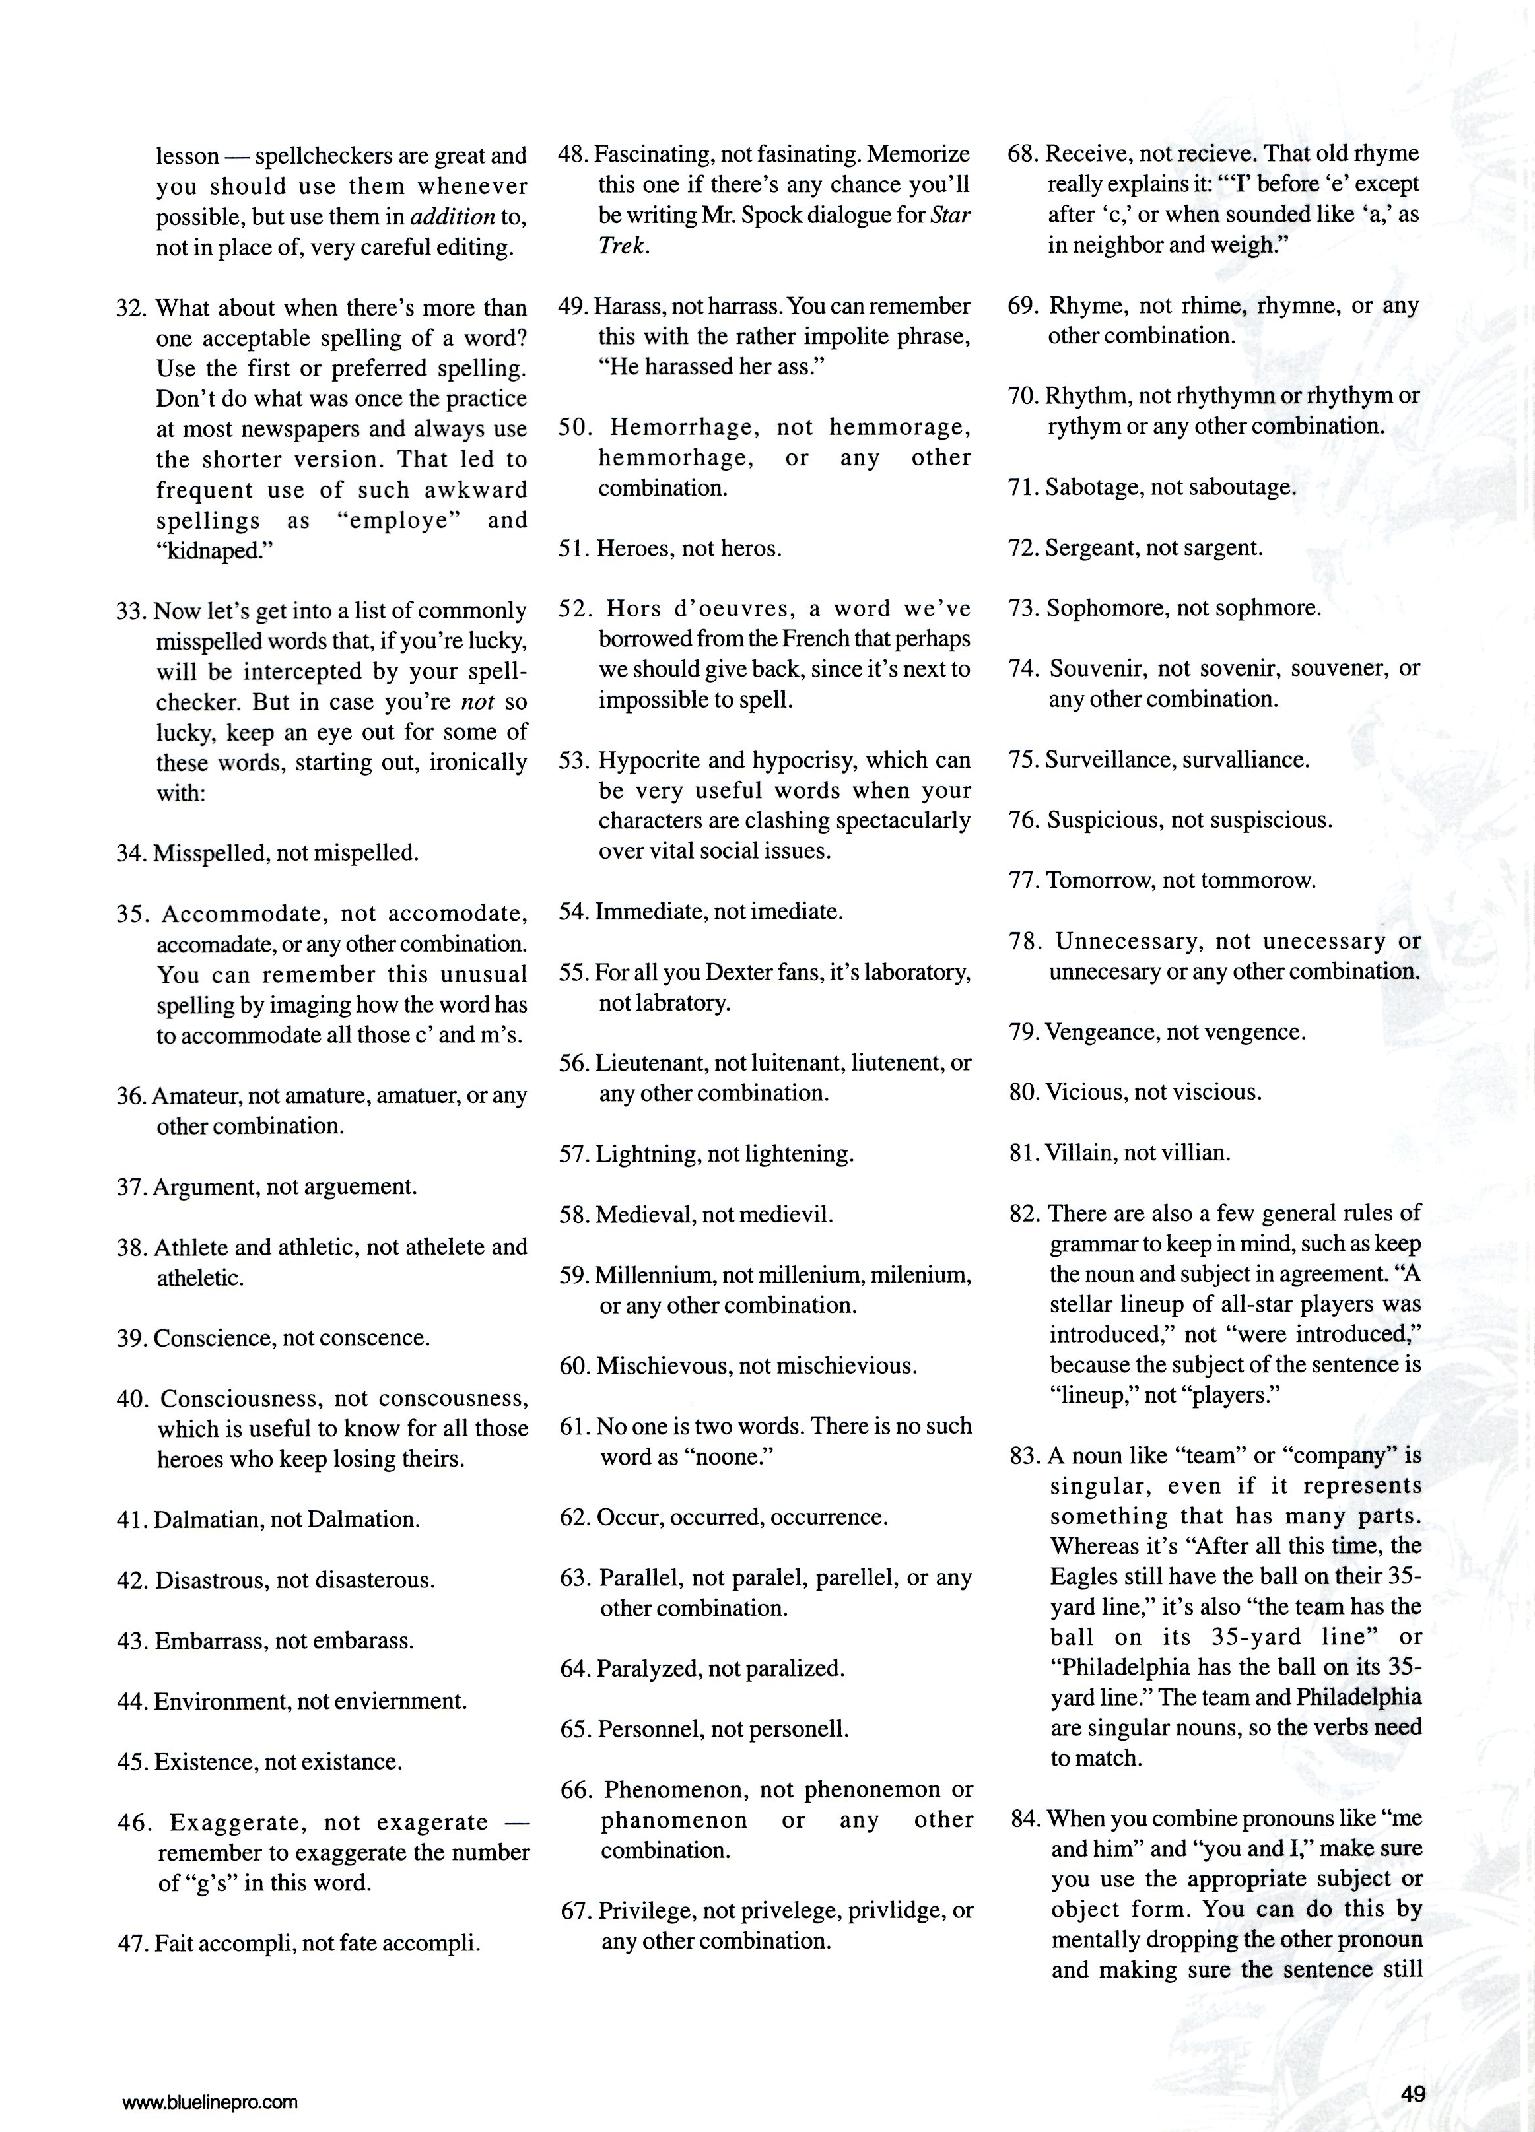 lesson — spellcheckers are great and
you should use them whenever
possible, but use them in addition to,
not in place of, very careful editing.
32. What about when there's more than
one acceptable spelling of a word?
Use the first or preferred spelling.
Don't do what was once the practice
at most newspapers and always use
the shorter version. That led to
frequent use of such awkward
spellings as “employe” and
“kidnaped.”
33. Now let's get into a list of commonly
misspelled words that, if you're lucky,
will be intercepted by your spell-
checker. But in case you're not so
lucky, keep an eye out for some of
these words, starting out, ironically
with:
34. Misspelled, not mispelled.
35. Accommodate, not accomodate,
accomadate, or any other combination.
You can remember this unusual
spelling by imaging how the word has
to accommodate all those c' and m's.
36. Amateur, not amature, amatuer, or any
other combination.
37. Argument, not arguement.
38. Athlete and athletic, not athelete and
atheletic.
39. Conscience, not conscence.
40. Consciousness, not conscousness,
which is useful to know for all those
heroes who keep losing theirs.
41. Dalmatian, not Dalmation.
42. Disastrous, not disasterous.
43. Embarrass, not embarass.
44. Environment, not enviernment.
45. Existence, not existance.
46. Exaggerate, not exagerate —
remember to exaggerate the number
of “g's” in this word.
47. Fait accompli, not fate accompli.
48. Fascinating, not fasinating. Memorize
this one if there's any chance you'll
be writing Mr. Spock dialogue for Star
Trek.
49. Harass, not harrass. You can remember
this with the rather impolite phrase,
“He harassed her ass.”
50. Hemorrhage, not hemmorage,
hemmorhage, or any other
combination.
51. Heroes, not heros.
52. Hors d'oeuvres, a word we've
borrowed from the French that perhaps
we should give back, since it's next to
impossible to spell.
53. Hypocrite and hypocrisy, which can
be very useful words when your
characters are clashing spectacularly
over vital social issues.
54. Immediate, not imediate.
55. For all you Dexter fans, it's laboratory,
not labratory.
56. Lieutenant, not luitenant, liutenent, or
any other combination.
57. Lightning, not lightening.
58. Medieval, not medievil.
59. Millennium, not millenium, milenium,
or any other combination.
60. Mischievous, not mischievious.
61. No one is two words. There is no such
word as “noone.”
62. Occur, occurred, occurrence.
63. Parallel, not paralel, parellel, or any
other combination.
64. Paralyzed, not paralized.
65. Personnel, not personell.
66. Phenomenon, not phenonemon or
phanomenon or any other
combination.
67. Privilege, not privelege, privlidge, or
any other combination.
68. Receive, not recieve. That old rhyme
really explains it: “‘I’ before ‘e’ except
after ‘c,’ or when sounded like ‘a,’ as
in neighbor and weigh.”
69. Rhyme, not rhime, rhymne, or any
other combination.
70. Rhythm, not rhythymn or rhythym or
rythym or any other combination.
71. Sabotage, not saboutage.
72. Sergeant, not sargent.
73. Sophomore, not sophmore.
74. Souvenir, not sovenir, souvener, or
any other combination.
75. Surveillance, survalliance.
76. Suspicious, not suspiscious.
77. Tomorrow, not tommorow.
78. Unnecessary, not unecessary or
unnecesary or any other combination.
79. Vengeance, not vengence.
80. Vicious, not viscious.
81. Villain, not villian.
82. There are also a few general rules of
grammar to keep in mind, such as keep
the noun and subject in agreement. “A
stellar lineup of all-star players was
introduced,” not “were introduced,”
because the subject of the sentence is
“lineup,” not “players.”
83. A noun like “team” or “company” is
singular, even if it represents
something that has many parts.
Whereas it's “After all this time, the
Eagles still have the ball on their 35-
yard line,” it's also “the team has the
ball on its 35-yard line” or
“Philadelphia has the ball on its 35-
yard line.” The team and Philadelphia
are singular nouns, so the verbs need
to match.
84. When you combine pronouns like “me
and him” and “you and I,” make sure
you use the appropriate subject or
object form. You can do this by
mentally dropping the other pronoun
and making sure the sentence still
www.bluelinepro.com
49